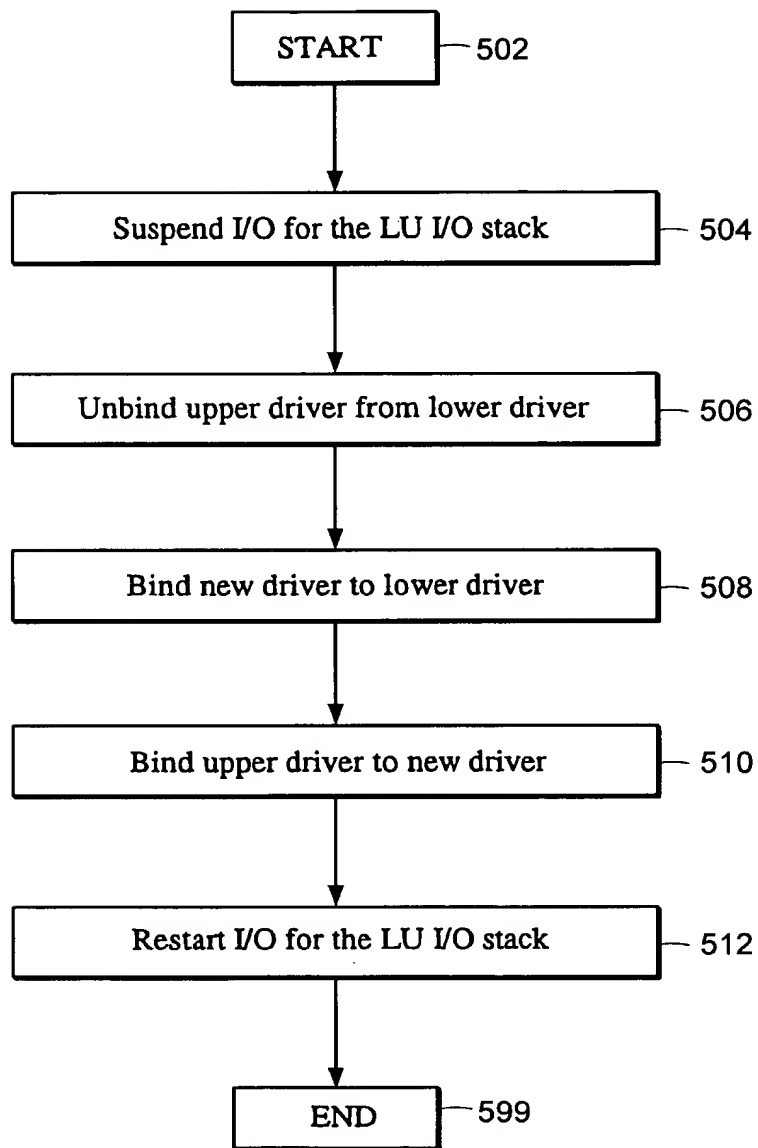 START
502
Suspend I/O for the LU I/O stack
504
Unbind upper driver from lower driver
506
Bind new driver to lower driver
508
Bind upper driver to new driver
510
Restart I/O for the LU I/O stack
512
END
599